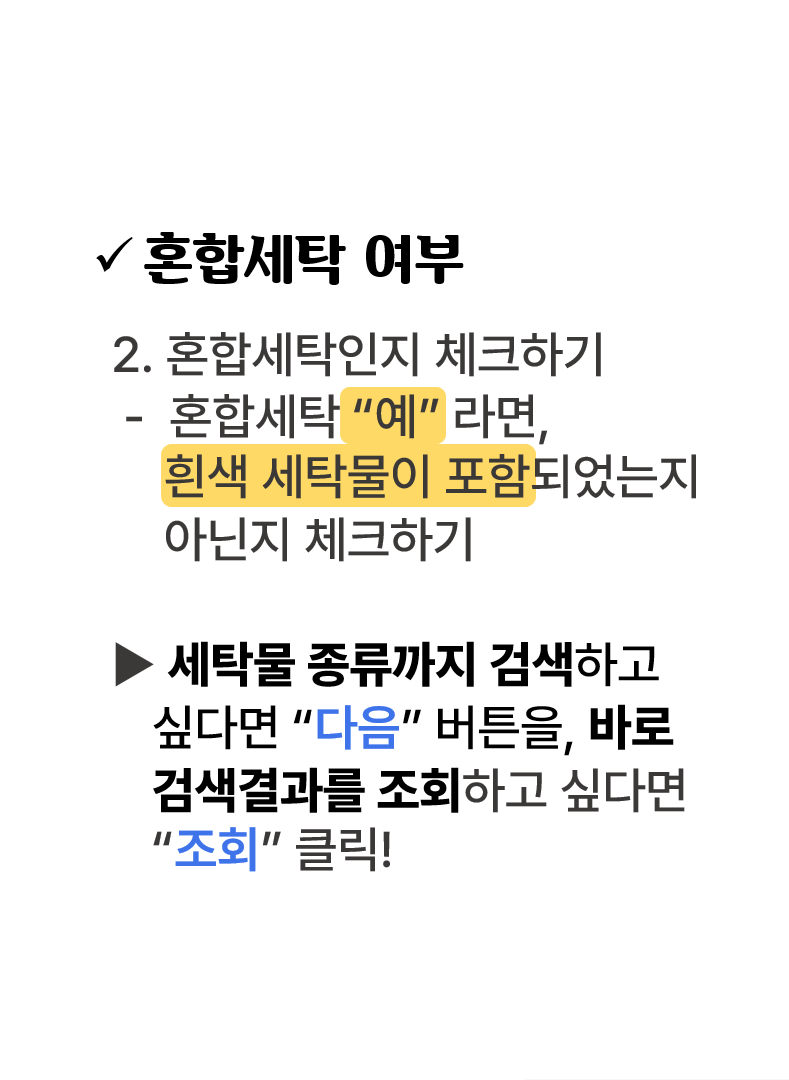 ✓ 혼합세탁 여부
2. 혼합세탁인지 체크하기
- 혼합세탁 “예” 라면,
흰색 세탁물이 포함되었는지
아닌지 체크하기
▶ 세탁물 종류까지 검색하고
싶다면 “다음” 버튼을, 바로
검색결과를 조회하고 싶다면
“조회” 클릭!